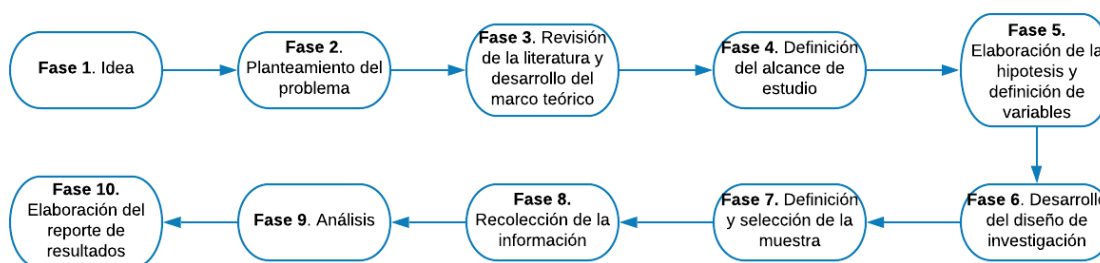 Fase 1. Idea
Fase 2.
Planteamiento del
problema
Fase 3. Revisión
de la literatura y
desarrollo del
marco teórico
Fase 4. Definición
del alcance de
estudio
Fase 5.
Elaboración de la
hipotesis y
definición de
variables
Fase 6. Desarrollo
del diseño de
investigación
Fase 7. Definición
y selección de la
muestra
Fase 8.
Recolección de la
información
Fase 9. Análisis
Fase 10.
Elaboración del
reporte de
resultados